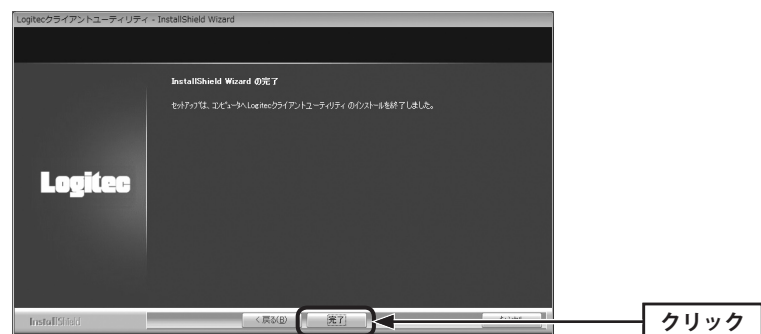 Logitecクライアントユーティリティ - InstallShield Wizard
InstallShield Wizard の完了
セットアップは、コンピュータへLogitecクライアントユーティリティ のインストールを終了しました。
Logitec
InstallShield
< 戻る(B)
完了
クリック